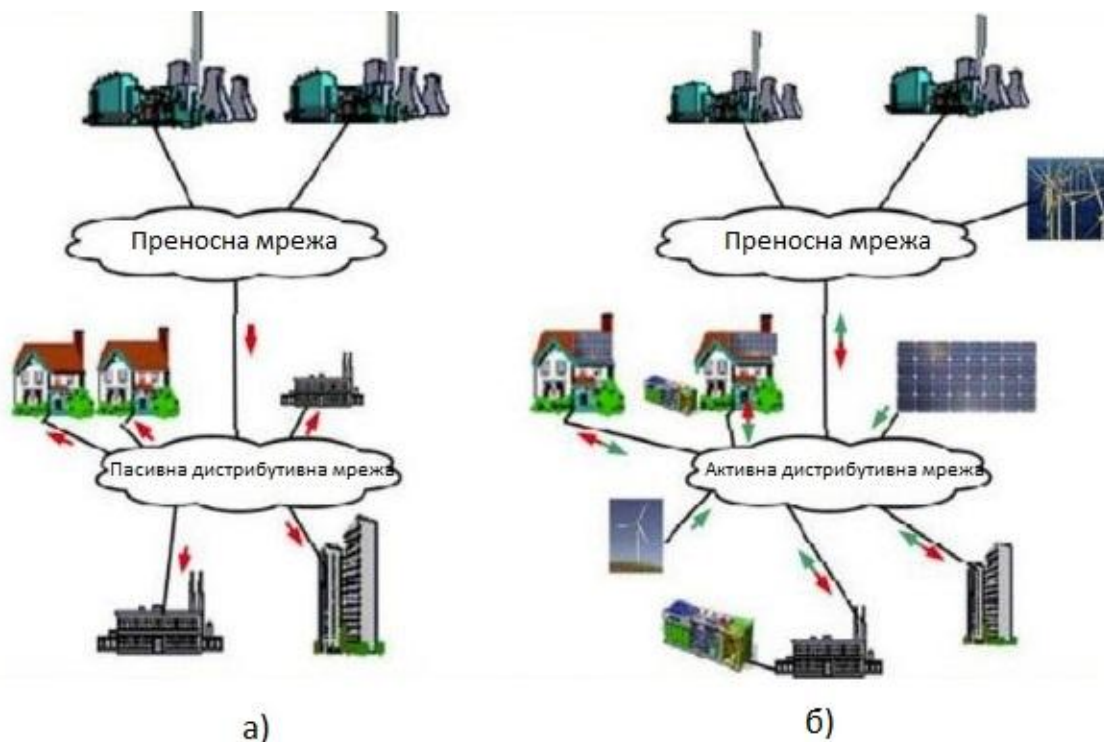 Преносна мрежа
Преносна мрежа
Пасивна дистрибутивна мрежа
Активна дистрибутивна мрежа
а)
б)